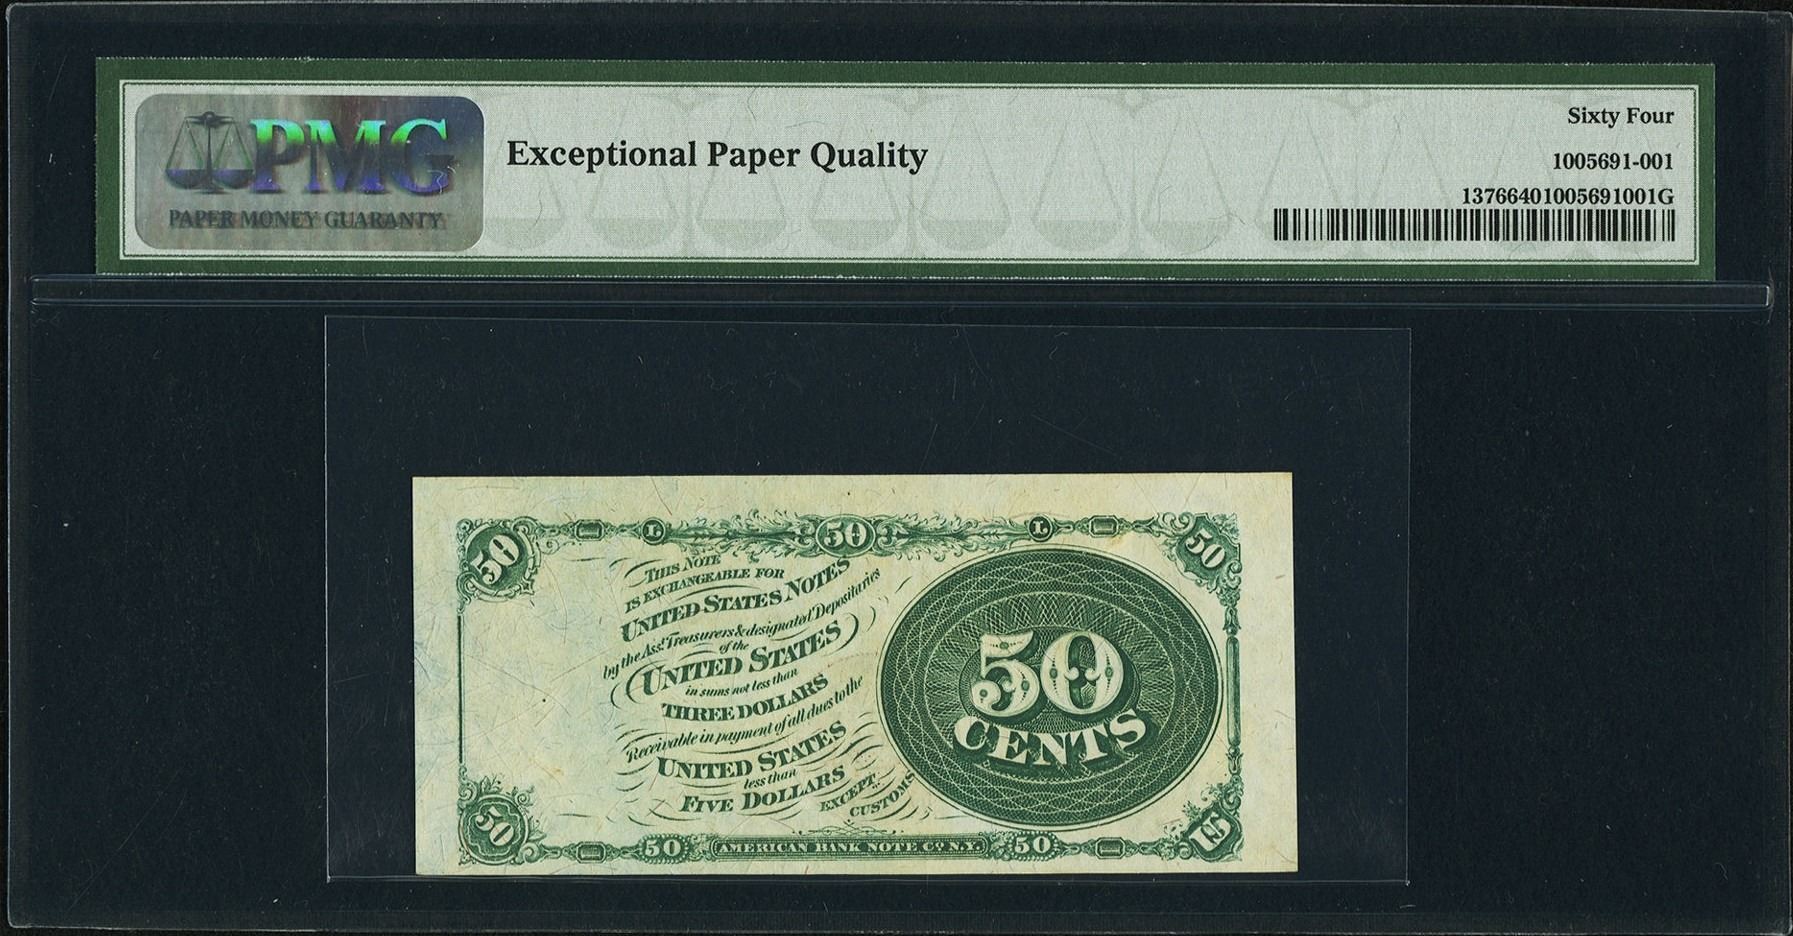 PMG
PAPER MONEY GUARANTY
Exceptional Paper Quality
Sixty Four
1005691-001
13766401005691001G
50 L 50 L 50
THIS NOTE
IS EXCHANGEABLE FOR
UNITED STATES NOTES
by the Asst. Treasurers & designated Depositaries
of the
UNITED STATES
in sums not less than
THREE DOLLARS
Receivable in payment of all dues to the
UNITED STATES
less than
FIVE DOLLARS
EXCEPT
CUSTOMS
50
CENTS
50 50 AMERICAN BANK NOTE Co. N.Y. 50 US